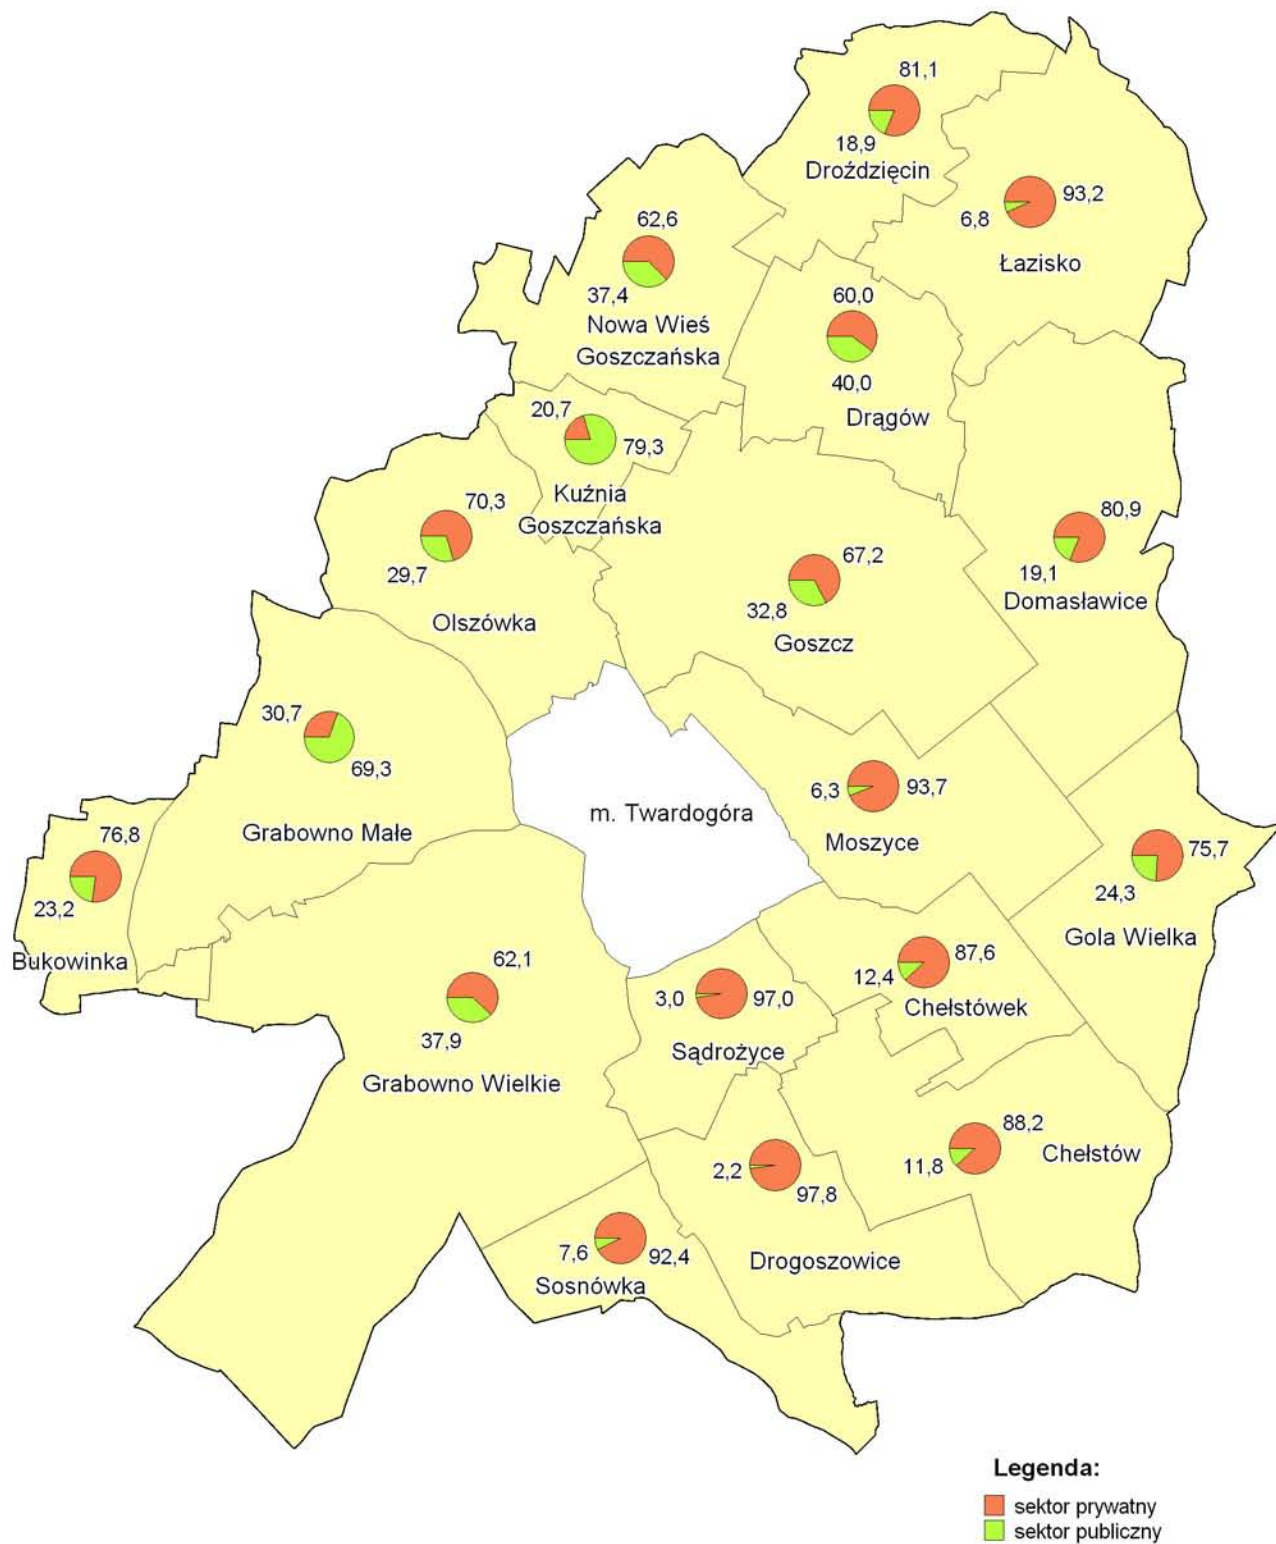 81,1
18,9
Droździęcin
93,2
6,8
Łazisko
62,6
37,4
Nowa Wieś
Goszczańska
60,0
40,0
Drągów
20,7
79,3
Kuźnia
Goszczańska
70,3
29,7
Olszówka
67,2
32,8
Goszcz
80,9
19,1
Domasławice
30,7
69,3
Grabowno Małe
m. Twardogóra
6,3
93,7
Moszyce
76,8
23,2
Bukowinka
75,7
24,3
Gola Wielka
62,1
37,9
Grabowno Wielkie
3,0
97,0
Sądrożyce
87,6
12,4
Chełstówek
88,2
11,8
Chełstów
2,2
97,8
Drogoszowice
7,6
92,4
Sosnówka
Legenda:
sektor prywatny
sektor publiczny